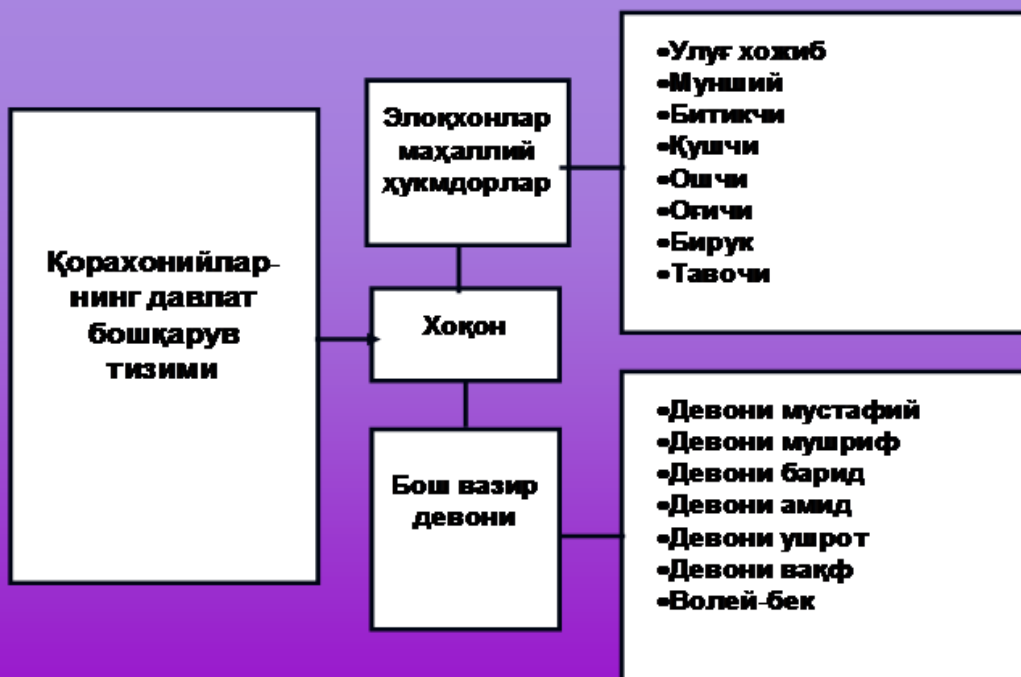 Қорахонийлар-
нинг давлат
бошқарув
тизими
Элоқхонлар
маҳаллий
ҳукмдорлар
Хоқон
Бош вазир
девони
•Улуғ хожиб
•Мунший
•Битикчи
•Қушчи
•Ошчи
•Оғичи
•Бирук
•Тавочи
•Девони мустафий
•Девони мушриф
•Девони барид
•Девони амид
•Девони ушрот
•Девони вақф
•Волей-бек